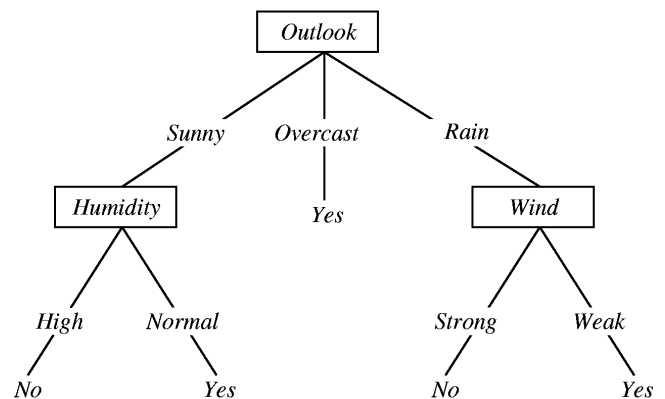 Outlook
Sunny Overcast Rain
Humidity Yes Wind
High Normal Strong Weak
No Yes No Yes